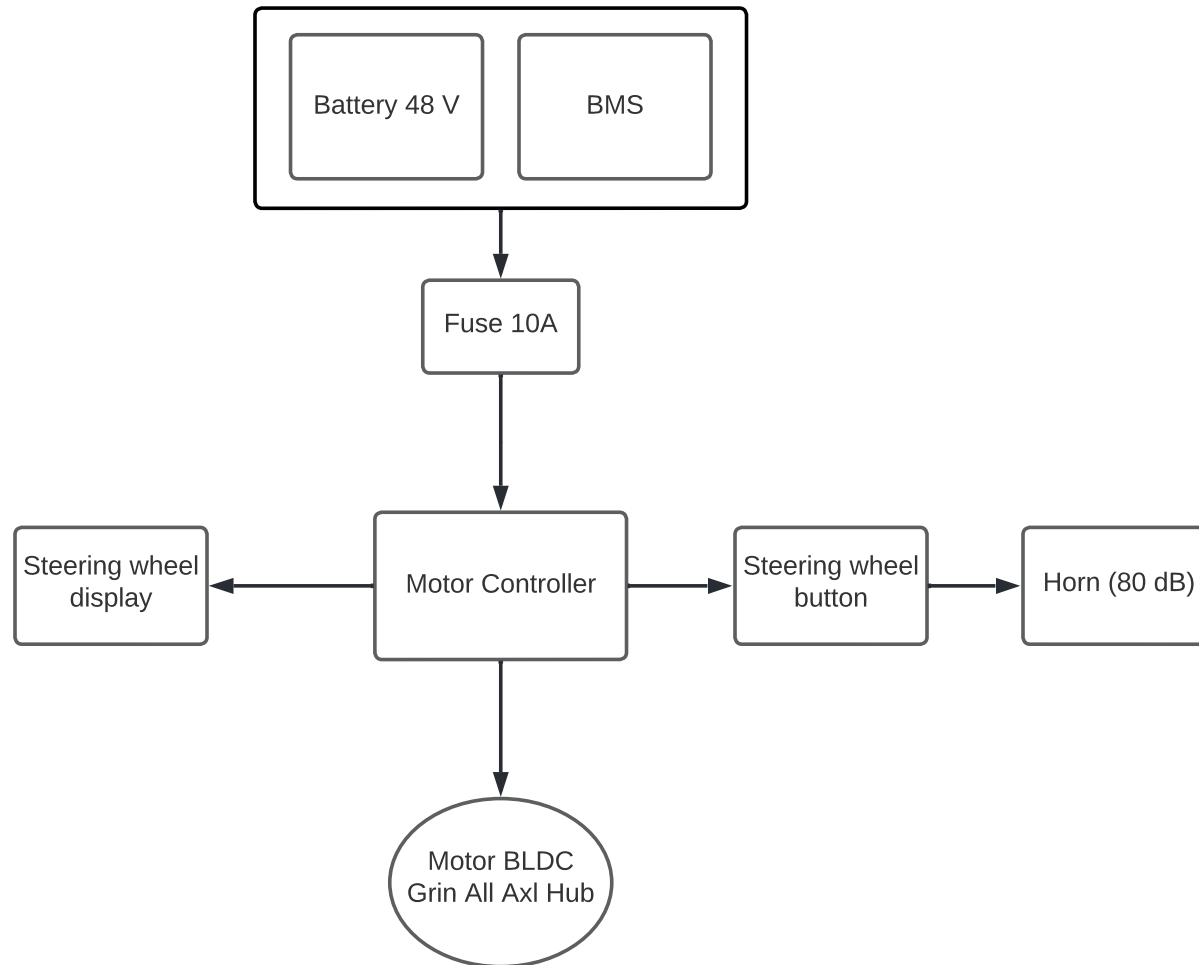 Battery 48 V
BMS
Fuse 10A
Steering wheel
display
Motor Controller
Steering wheel
button
Horn (80 dB)
Motor BLDC
Grin All Axl Hub